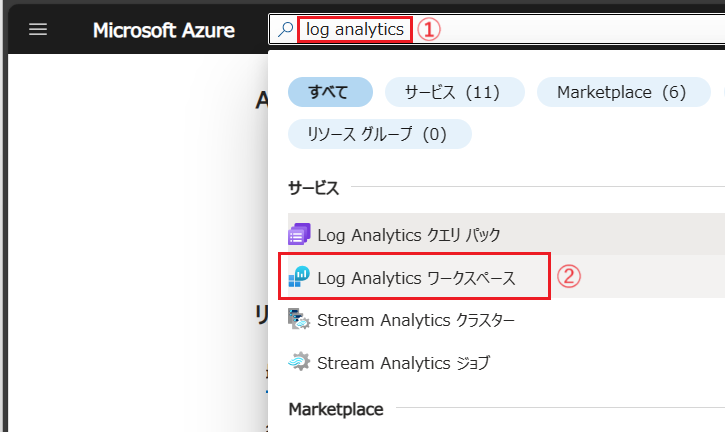 Microsoft Azure log analytics ①
すべて サービス (11) Marketplace (6)
リソース グループ (0)
サービス
Log Analytics クエリ パック
Log Analytics ワークスペース ②
Stream Analytics クラスター
Stream Analytics ジョブ
Marketplace